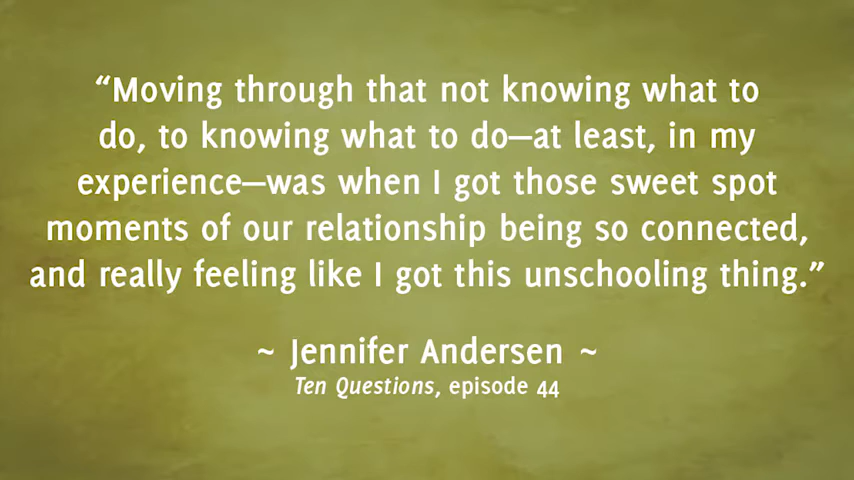 “Moving through that not knowing what to
do, to knowing what to do—at least, in my
experience—was when I got those sweet spot
moments of our relationship being so connected,
and really feeling like I got this unschooling thing.”
~ Jennifer Andersen ~
Ten Questions, episode 44